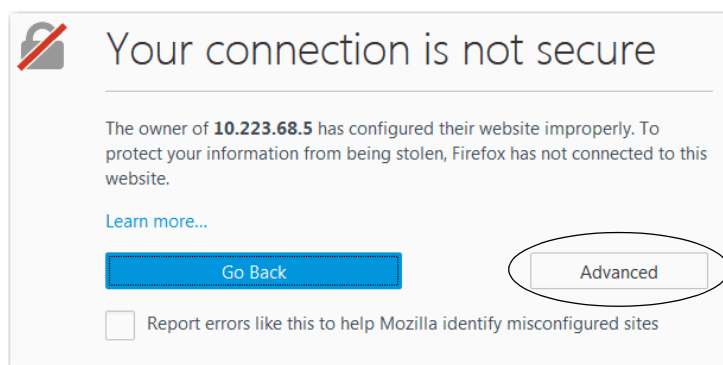 Your connection is not secure
The owner of 10.223.68.5 has configured their website improperly. To
protect your information from being stolen, Firefox has not connected to this
website.
Learn more...
Go Back
Advanced
Report errors like this to help Mozilla identify misconfigured sites